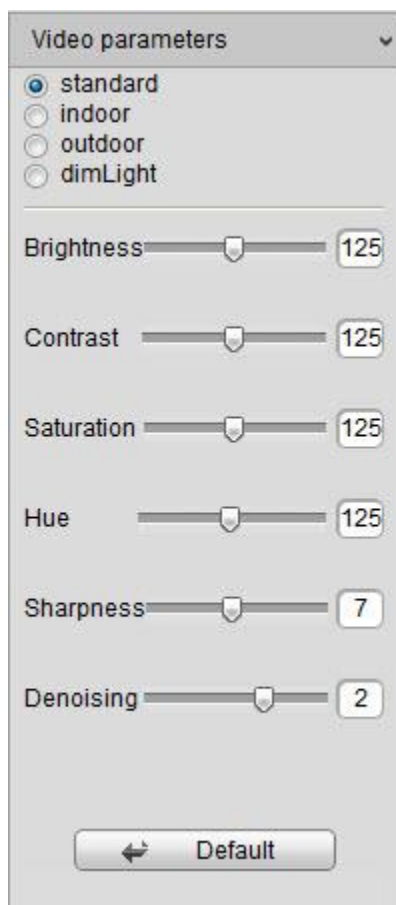 Video parameters
standard
indoor
outdoor
dimLight
Brightness 125
Contrast 125
Saturation 125
Hue 125
Sharpness 7
Denoising 2
Default